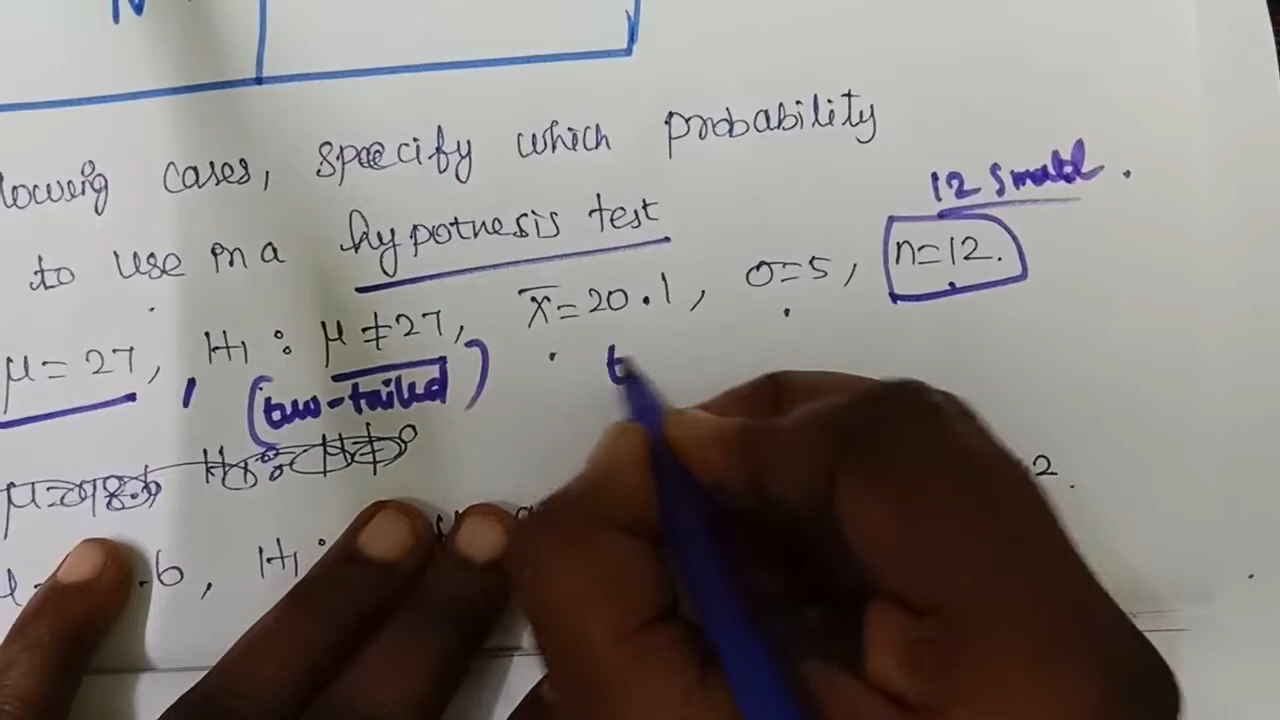 lowing cases, specify which probability
12 small.
to use in a hypothesis test
μ = 27, H₁ : μ ≠ 27, x̄ = 20.1, σ = 5, n = 12.
(two-tailed) t
.6, H₁ :
2.